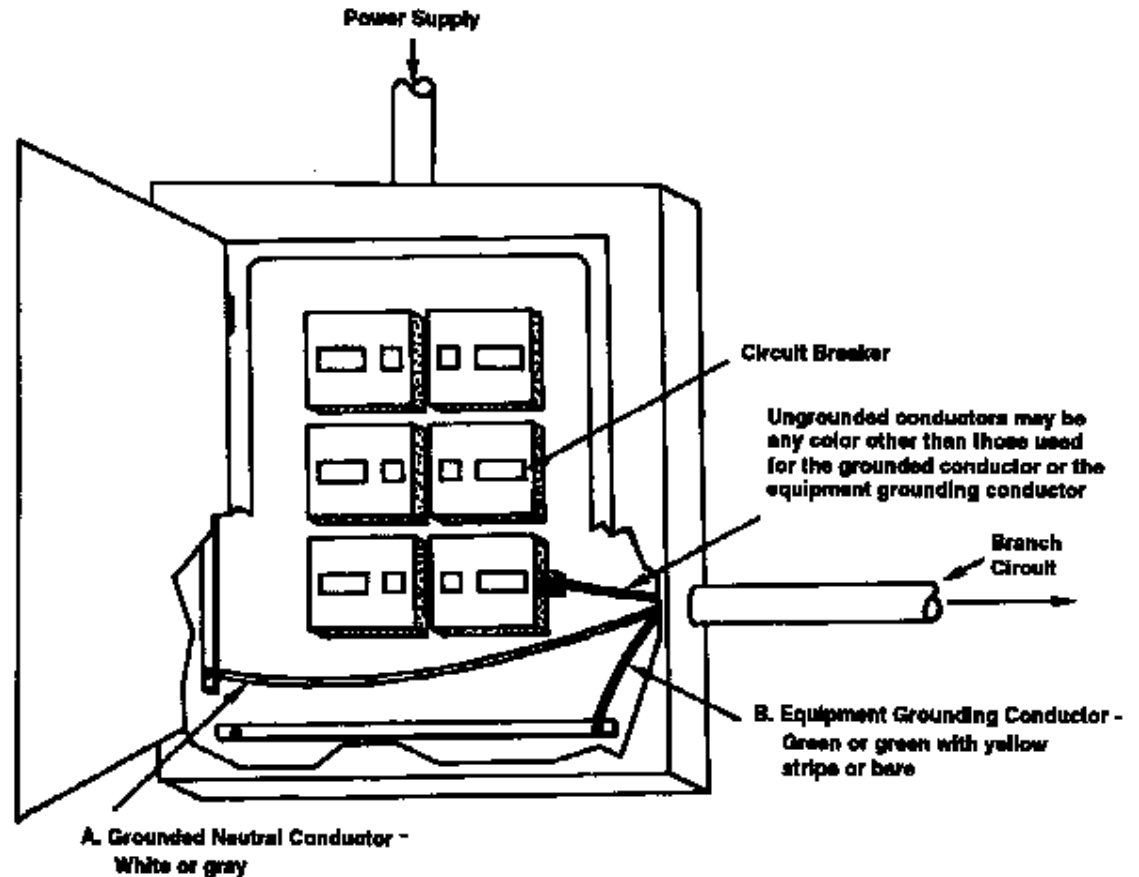 Power Supply
Circuit Breaker
Ungrounded conductors may be
any color other than those used
for the grounded conductor or the
equipment grounding conductor
Branch
Circuit
B. Equipment Grounding Conductor -
Green or green with yellow
stripe or bare
A. Grounded Neutral Conductor -
White or gray